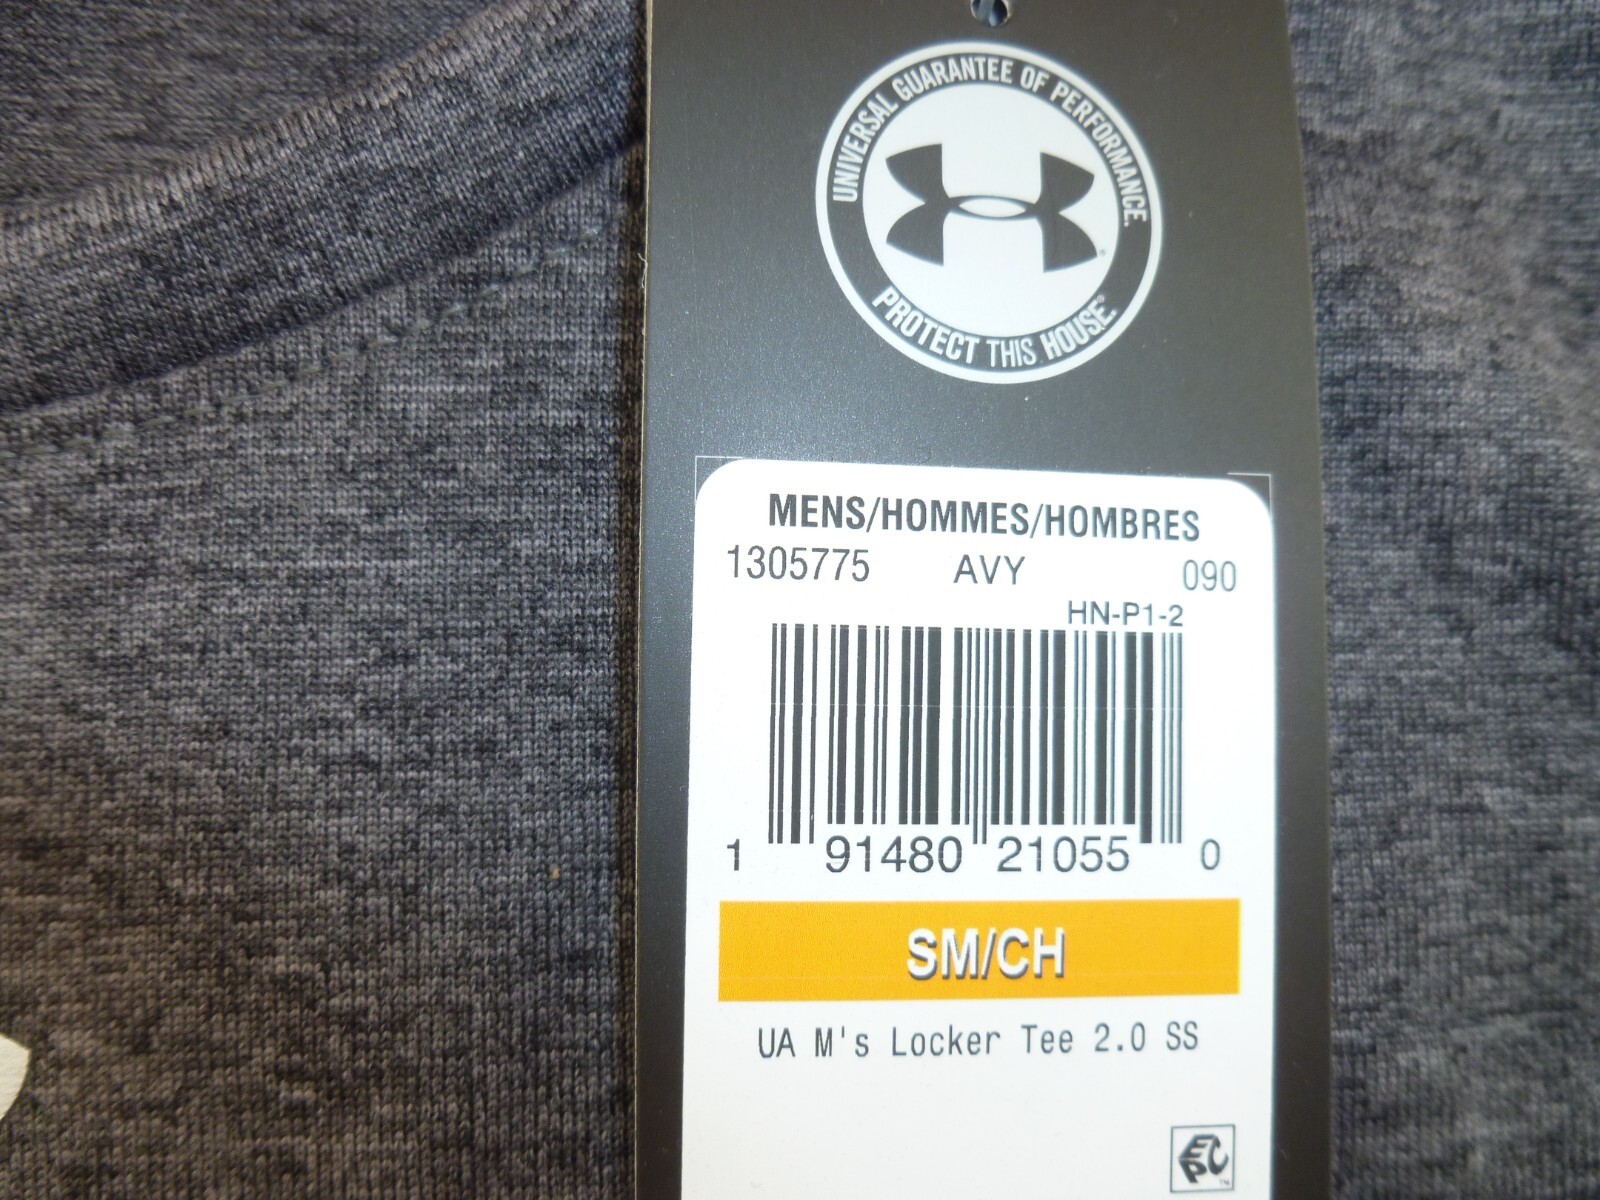 UNIVERSAL GUARANTEE OF PERFORMANCE.
PROTECT THIS HOUSE®
MENS/HOMMES/HOMBRES
1305775 AVY 090
HN-P1-2
1 91480 21055 0
SM/CH
UA M's Locker Tee 2.0 SS
EPC™